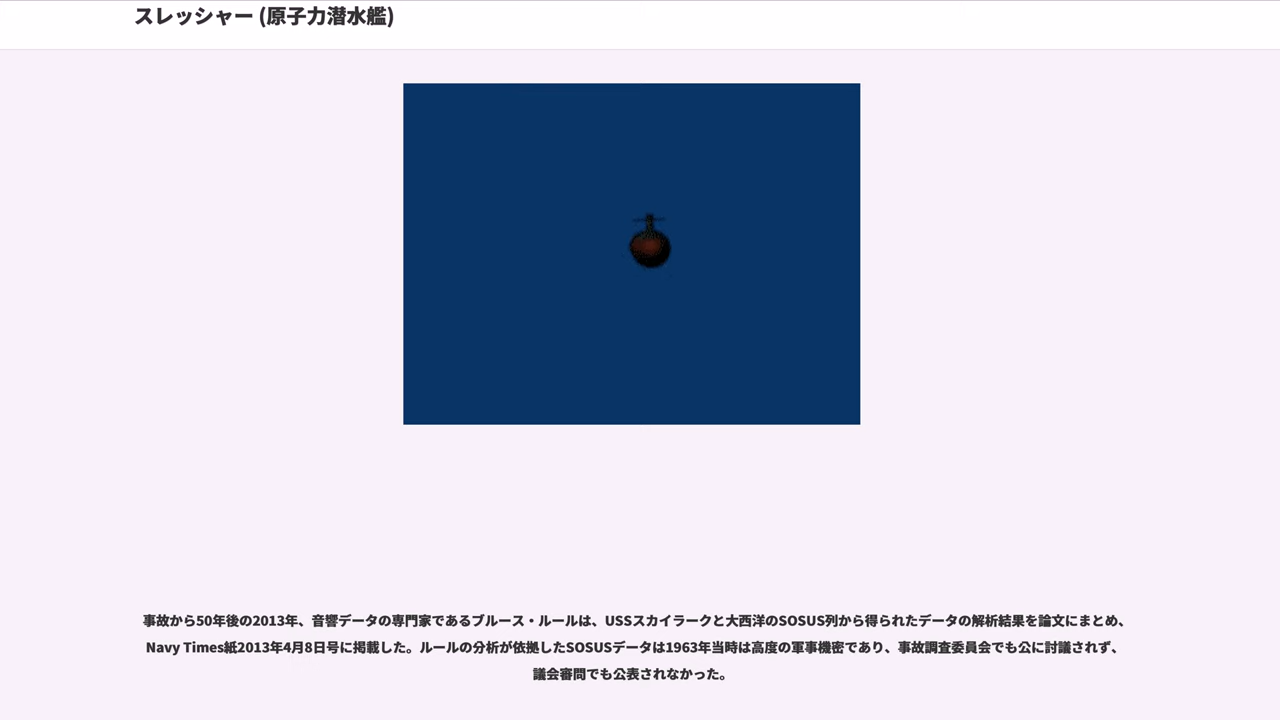 スレッシャー (原子力潜水艦)
事故から50年後の2013年、音響データの専門家であるブルース・ルールは、USSスカイラークと大西洋のSOSUS列から得られたデータの解析結果を論文にまとめ、
Navy Times紙2013年4月8日号に掲載した。ルールの分析が依拠したSOSUSデータは1963年当時は高度の軍事機密であり、事故調査委員会でも公に討議されず、
議会審問でも公表されなかった。